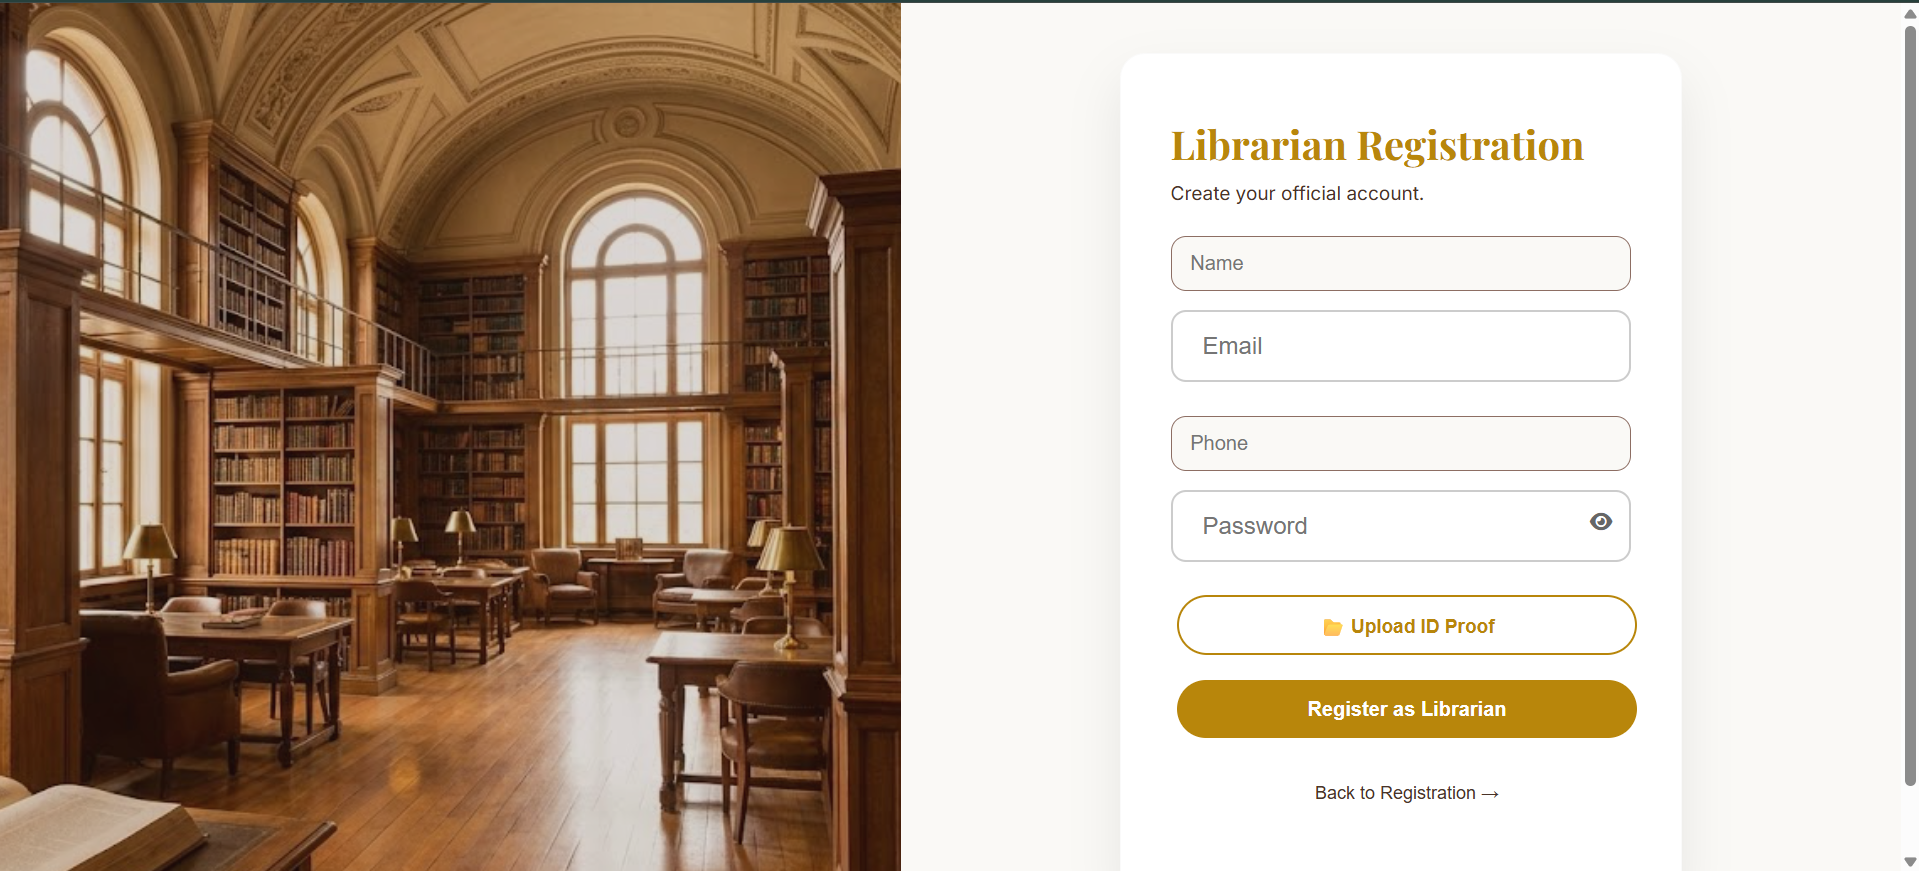 Librarian Registration
Create your official account.
Name
Email
Phone
Password
Upload ID Proof
Register as Librarian
Back to Registration →